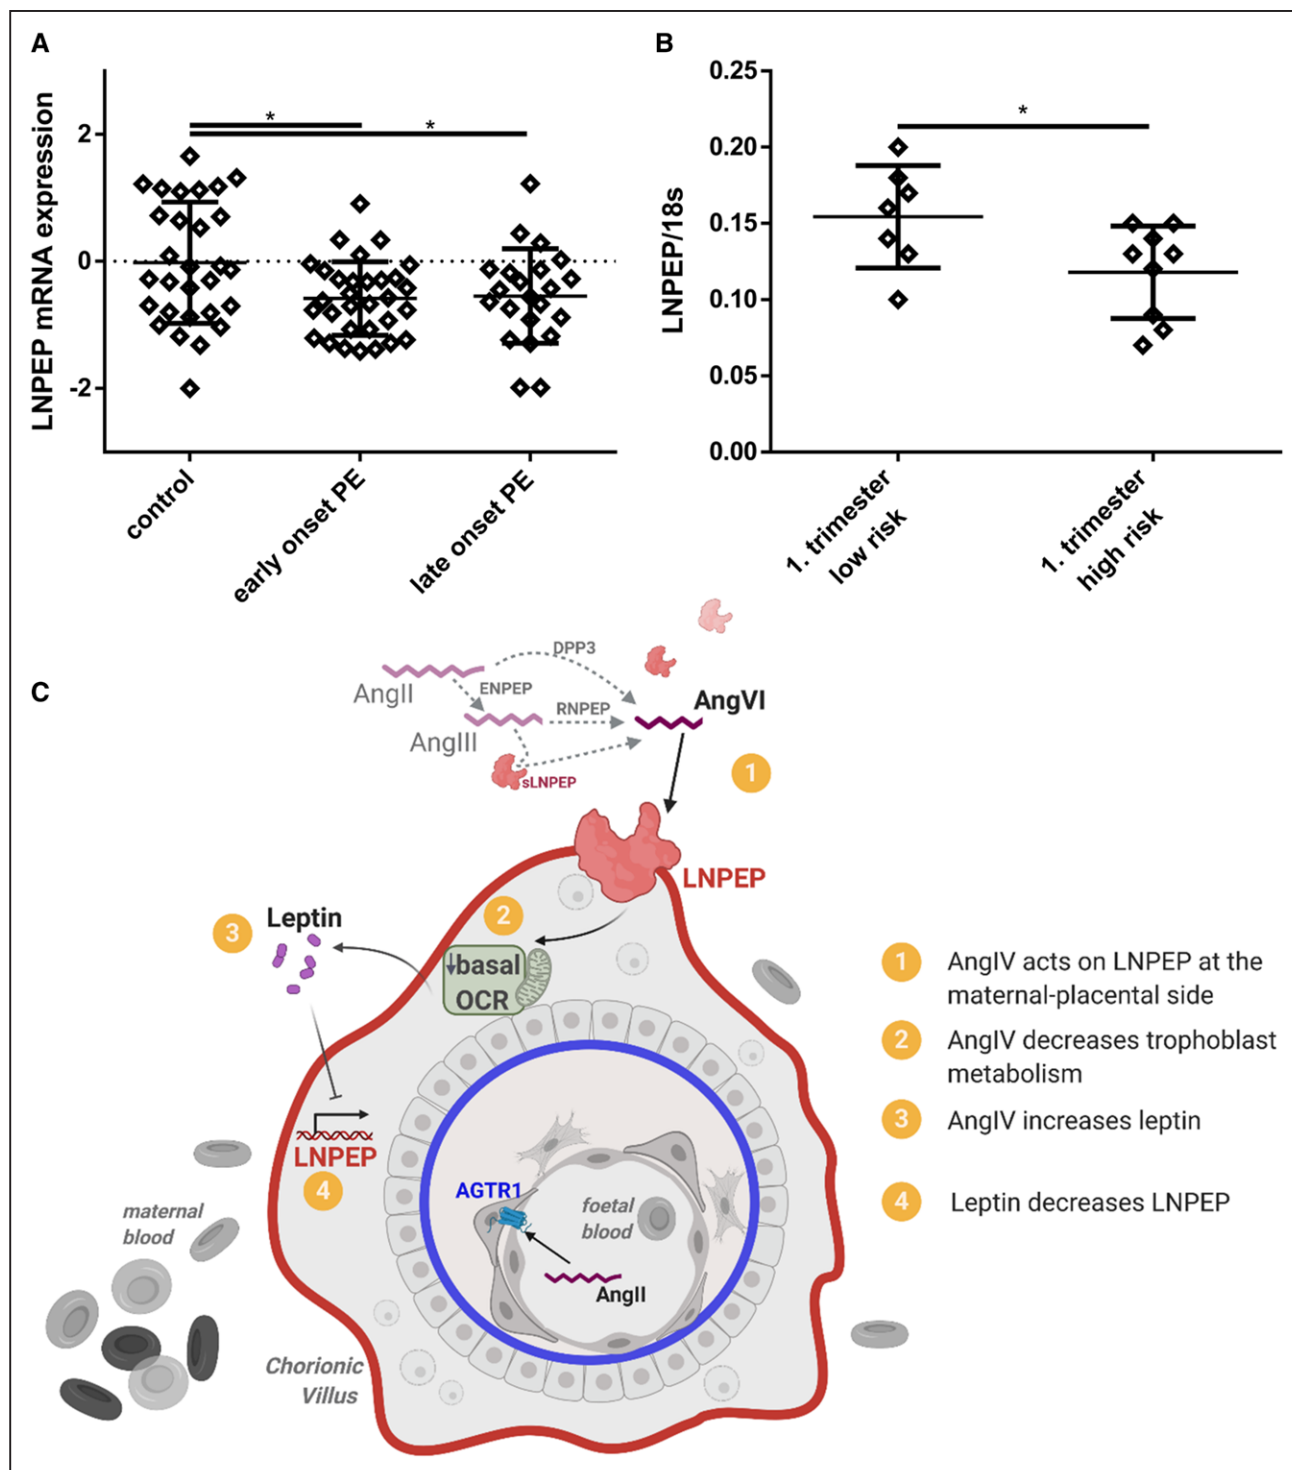 A
LNPEP mRNA expression
2
0
-2
*
*
control
early onset PE
late onset PE
B
LNPEP/18s
0.25
0.20
0.15
0.10
0.05
0.00
*
1. trimester
low risk
1. trimester
high risk
C
AngII
DPP3
ENPEP
AngIII
RNPEP
sLNPEP
AngVI
1
LNPEP
2
↓basal
OCR
3
Leptin
LNPEP
4
AGTR1
foetal
blood
AngII
maternal
blood
Chorionic
Villus
1 AngIV acts on LNPEP at the
maternal-placental side
2 AngIV decreases trophoblast
metabolism
3 AngIV increases leptin
4 Leptin decreases LNPEP